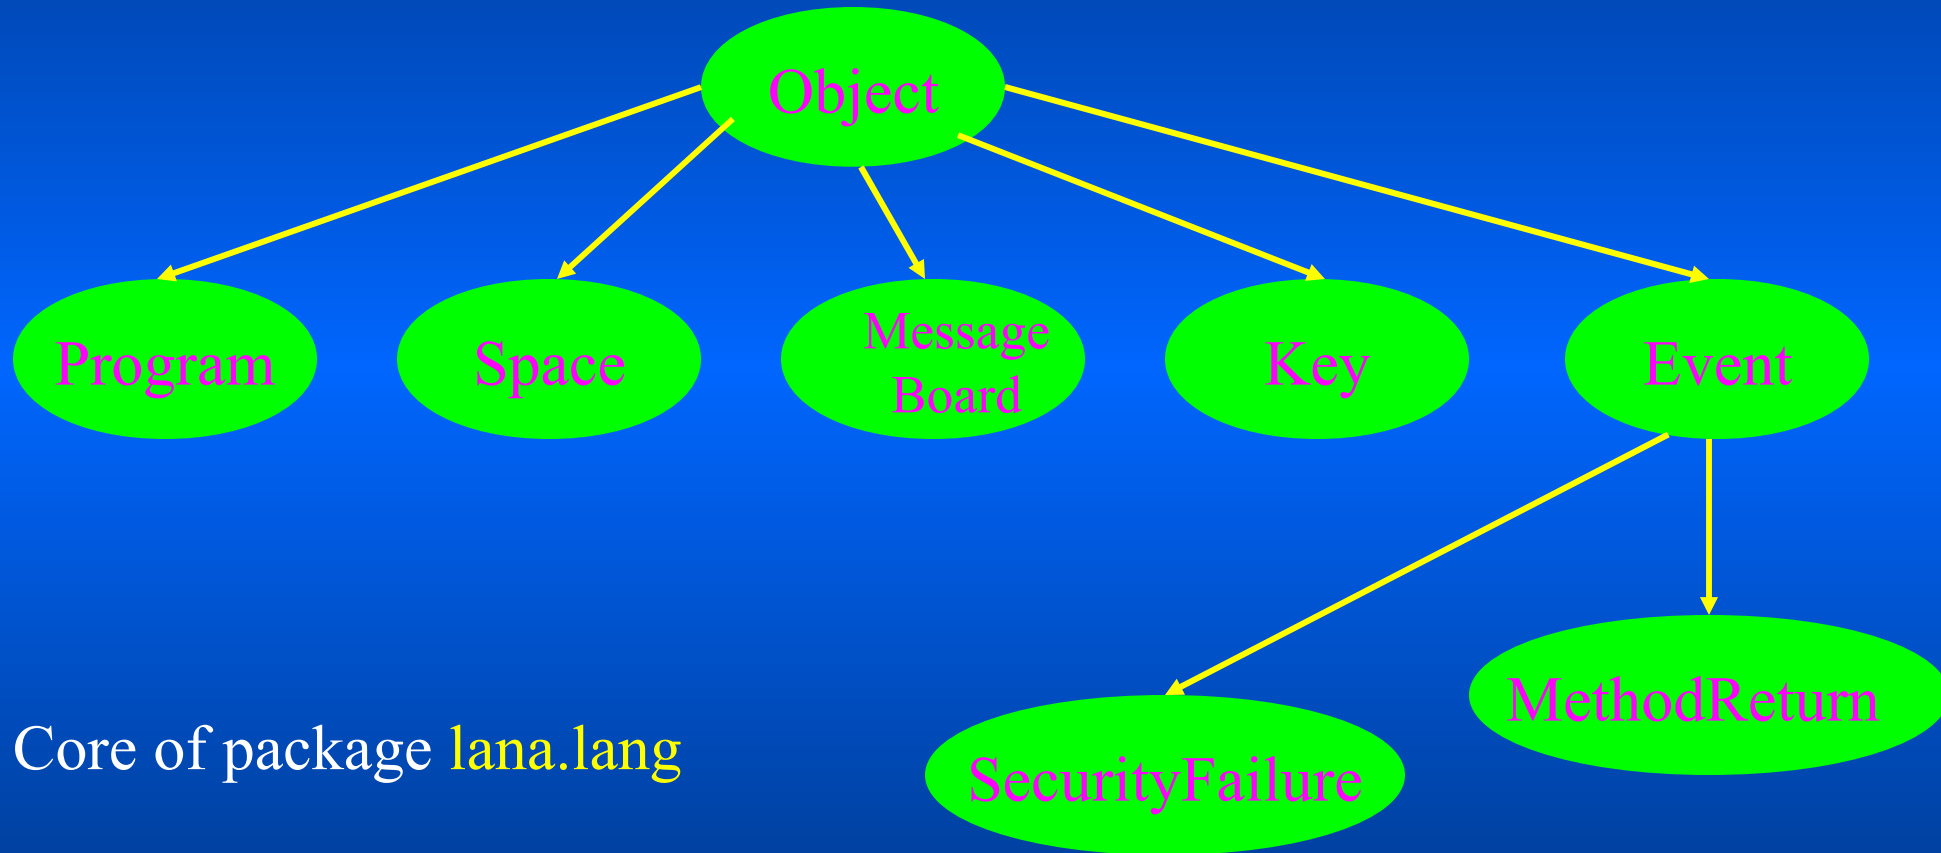 Object
Program
Space
Message
Board
Key
Event
MethodReturn
SecurityFailure
Core of package lana.lang